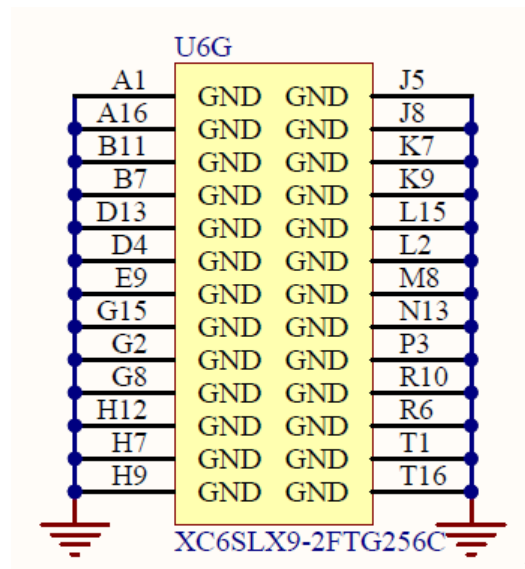 U6G
A1 GND GND J5
A16 GND GND J8
B11 GND GND K7
B7 GND GND K9
D13 GND GND L15
D4 GND GND L2
E9 GND GND M8
G15 GND GND N13
G2 GND GND P3
G8 GND GND R10
H12 GND GND R6
H7 GND GND T1
H9 GND GND T16
XC6SLX9-2FTG256C